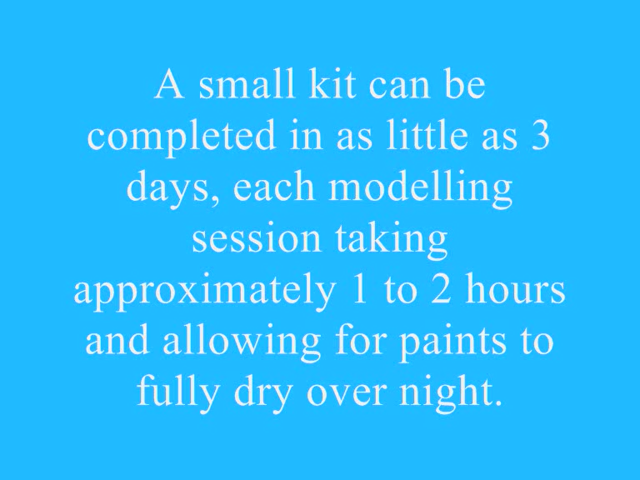 A small kit can be
completed in as little as 3
days, each modelling
session taking
approximately 1 to 2 hours
and allowing for paints to
fully dry over night.